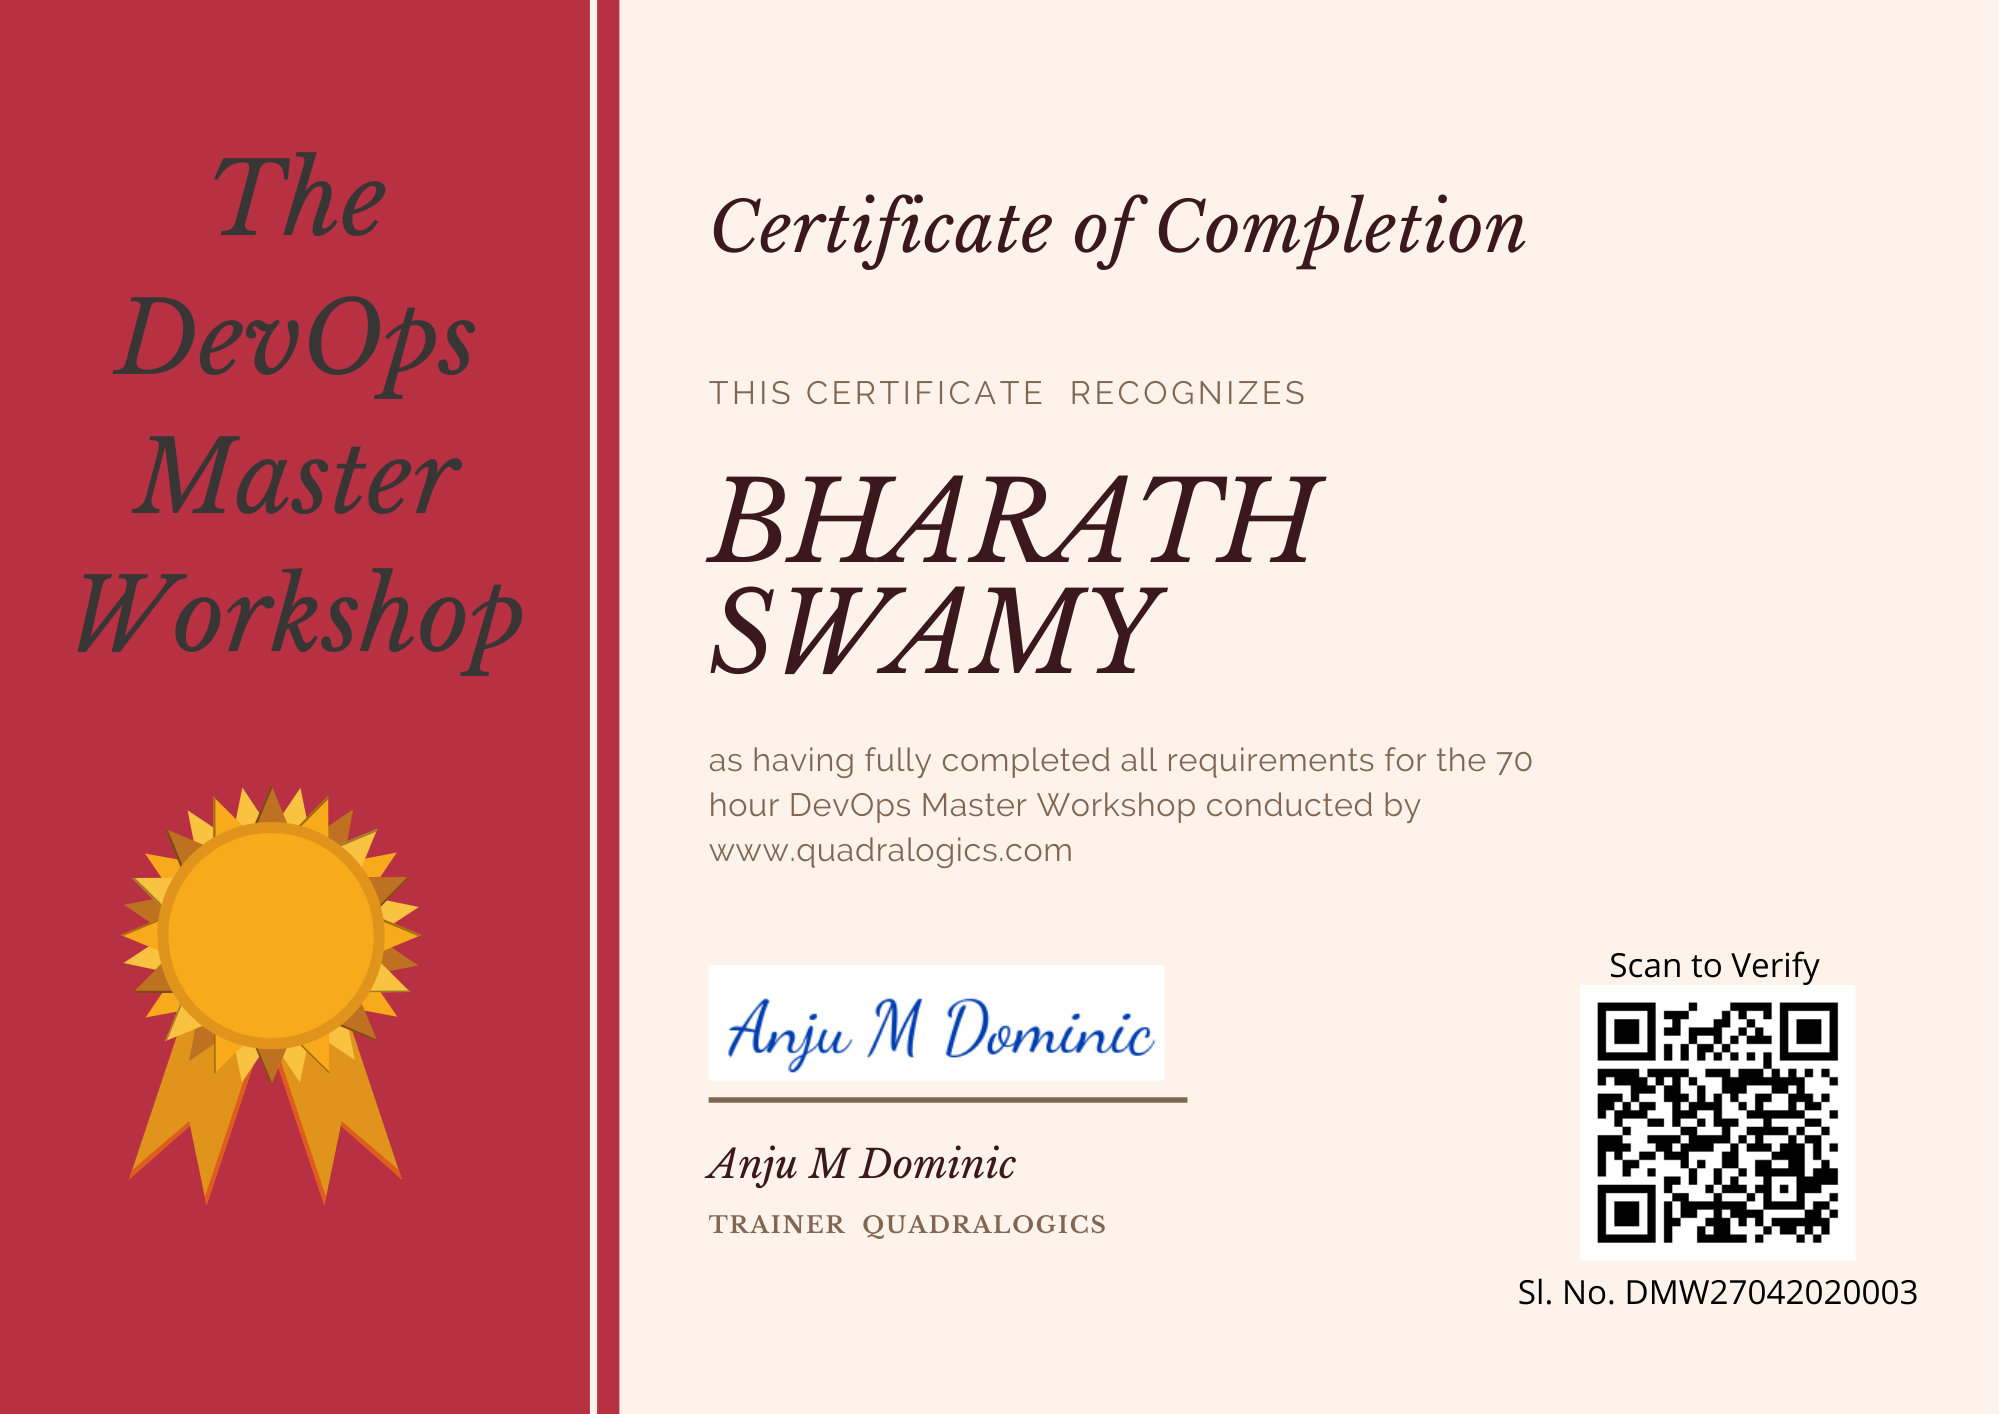 The
DevOps
Master
Workshop
Certificate of Completion
THIS CERTIFICATE RECOGNIZES
BHARATH
SWAMY
as having fully completed all requirements for the 70
hour DevOps Master Workshop conducted by
www.quadralogics.com
Anju M Dominic
Anju M Dominic
TRAINER QUADRALOGICS
Scan to Verify
Sl. No. DMW27042020003